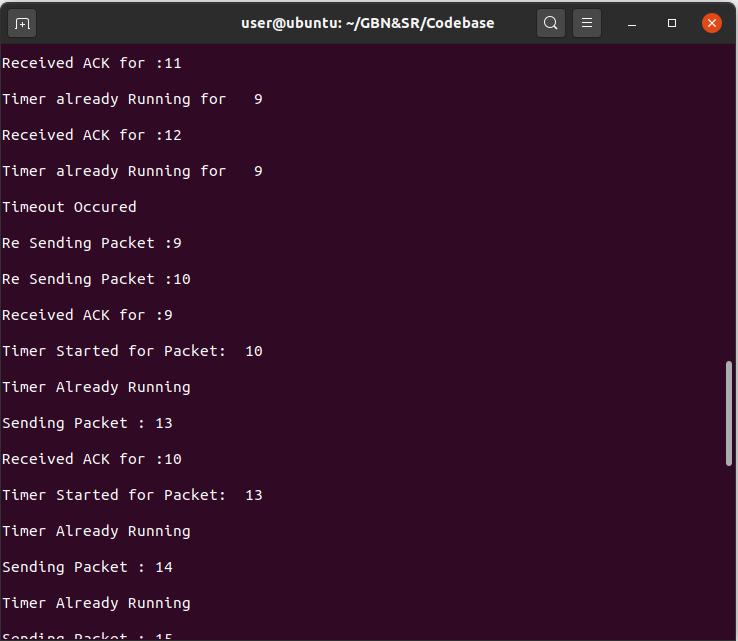 user@ubuntu: ~/GBN&SR/Codebase
Received ACK for :11
Timer already Running for   9
Received ACK for :12
Timer already Running for   9
Timeout Occured
Re Sending Packet :9
Re Sending Packet :10
Received ACK for :9
Timer Started for Packet:  10
Timer Already Running
Sending Packet : 13
Received ACK for :10
Timer Started for Packet:  13
Timer Already Running
Sending Packet : 14
Timer Already Running
Sending Packet : 15